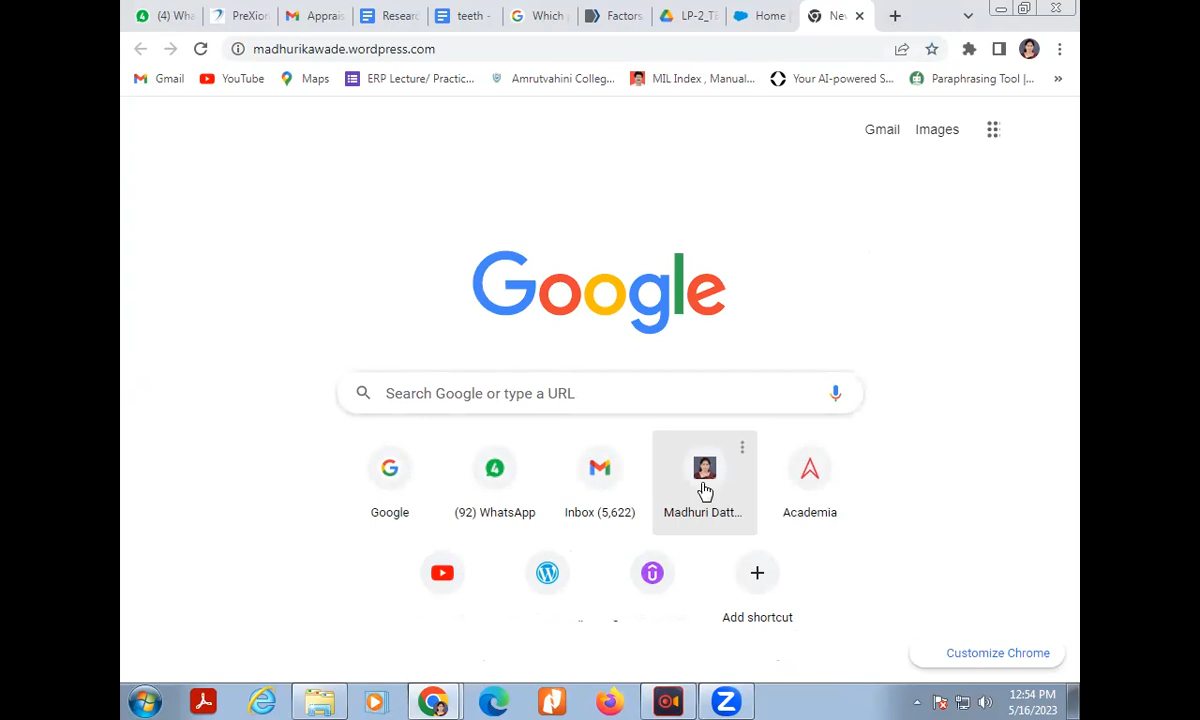 (4) Wha
PreXion
Apprais
Researc
teeth -
Which
Factors
LP-2_TE
Home
Nev
madhurikawade.wordpress.com
Gmail
YouTube
Maps
ERP Lecture/ Practic...
Amrutvahini Colleg...
MIL Index , Manual...
Your AI-powered S...
Paraphrasing Tool |...
»
Gmail
Images
Google
Search Google or type a URL
Google
(92) WhatsApp
Inbox (5,622)
Madhuri Datt...
Academia
Add shortcut
Customize Chrome
12:54 PM
5/16/2023